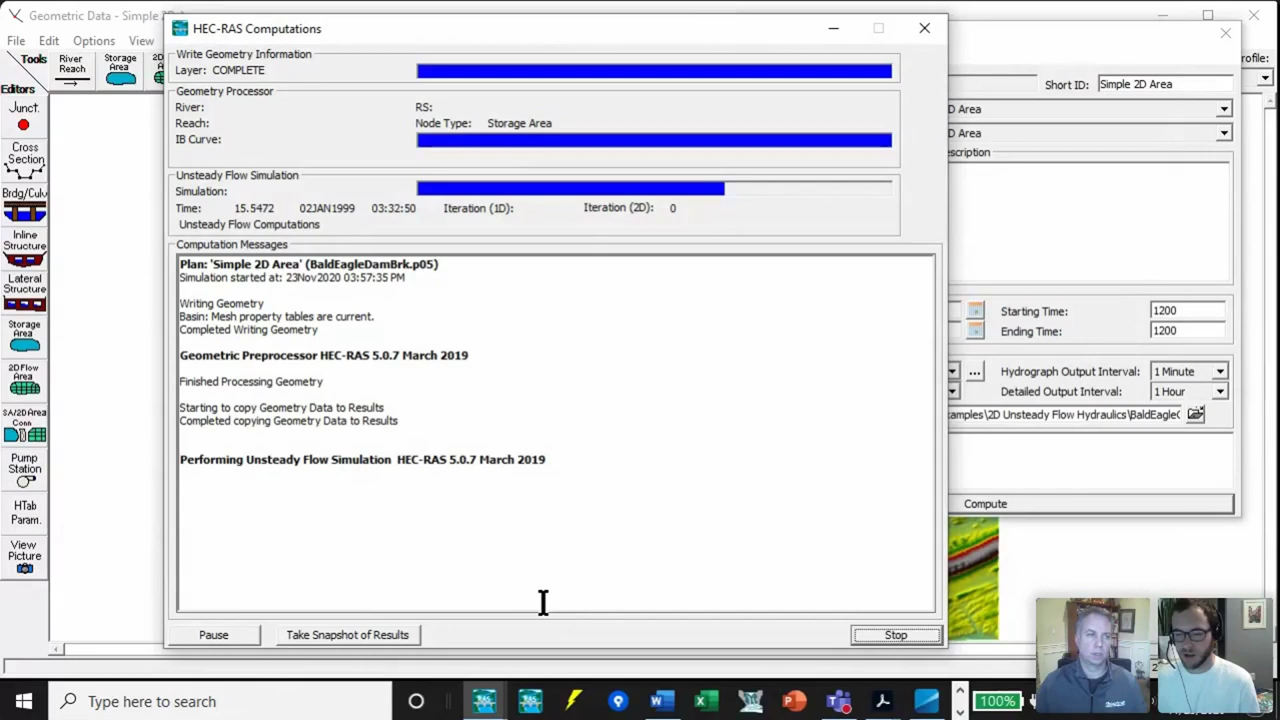 Geometric Data - Simple 2D
HEC-RAS Computations
File Edit Options View
Tools
River
Reach
Storage
Area
Editors
Junct.
Cross
Section
Brdg/Culv
Inline
Structure
Lateral
Structure
Storage
Area
2D Flow
Area
SA/2D Area
Conn
Pump
Station
HTab
Param.
View
Picture
Write Geometry Information
Layer: COMPLETE
Geometry Processor
River: RS:
Reach: Node Type: Storage Area
IB Curve:
Unsteady Flow Simulation
Simulation:
Time: 15.5472 02JAN1999 03:32:50 Iteration (1D): Iteration (2D): 0
Unsteady Flow Computations
Computation Messages
Plan: 'Simple 2D Area' (BaldEagleDamBrk.p05)
Simulation started at: 23Nov2020 03:57:35 PM
Writing Geometry
Basin: Mesh property tables are current.
Completed Writing Geometry
Geometric Preprocessor HEC-RAS 5.0.7 March 2019
Finished Processing Geometry
Starting to copy Geometry Data to Results
Completed copying Geometry Data to Results
Performing Unsteady Flow Simulation HEC-RAS 5.0.7 March 2019
Pause Take Snapshot of Results Stop
rofile:
Short ID: Simple 2D Area
D Area
D Area
escription
Starting Time: 1200
Ending Time: 1200
... Hydrograph Output Interval: 1 Minute
Detailed Output Interval: 1 Hour
xamples\2D Unsteady Flow Hydraulics\BaldEagleC
Compute
Type here to search
100%